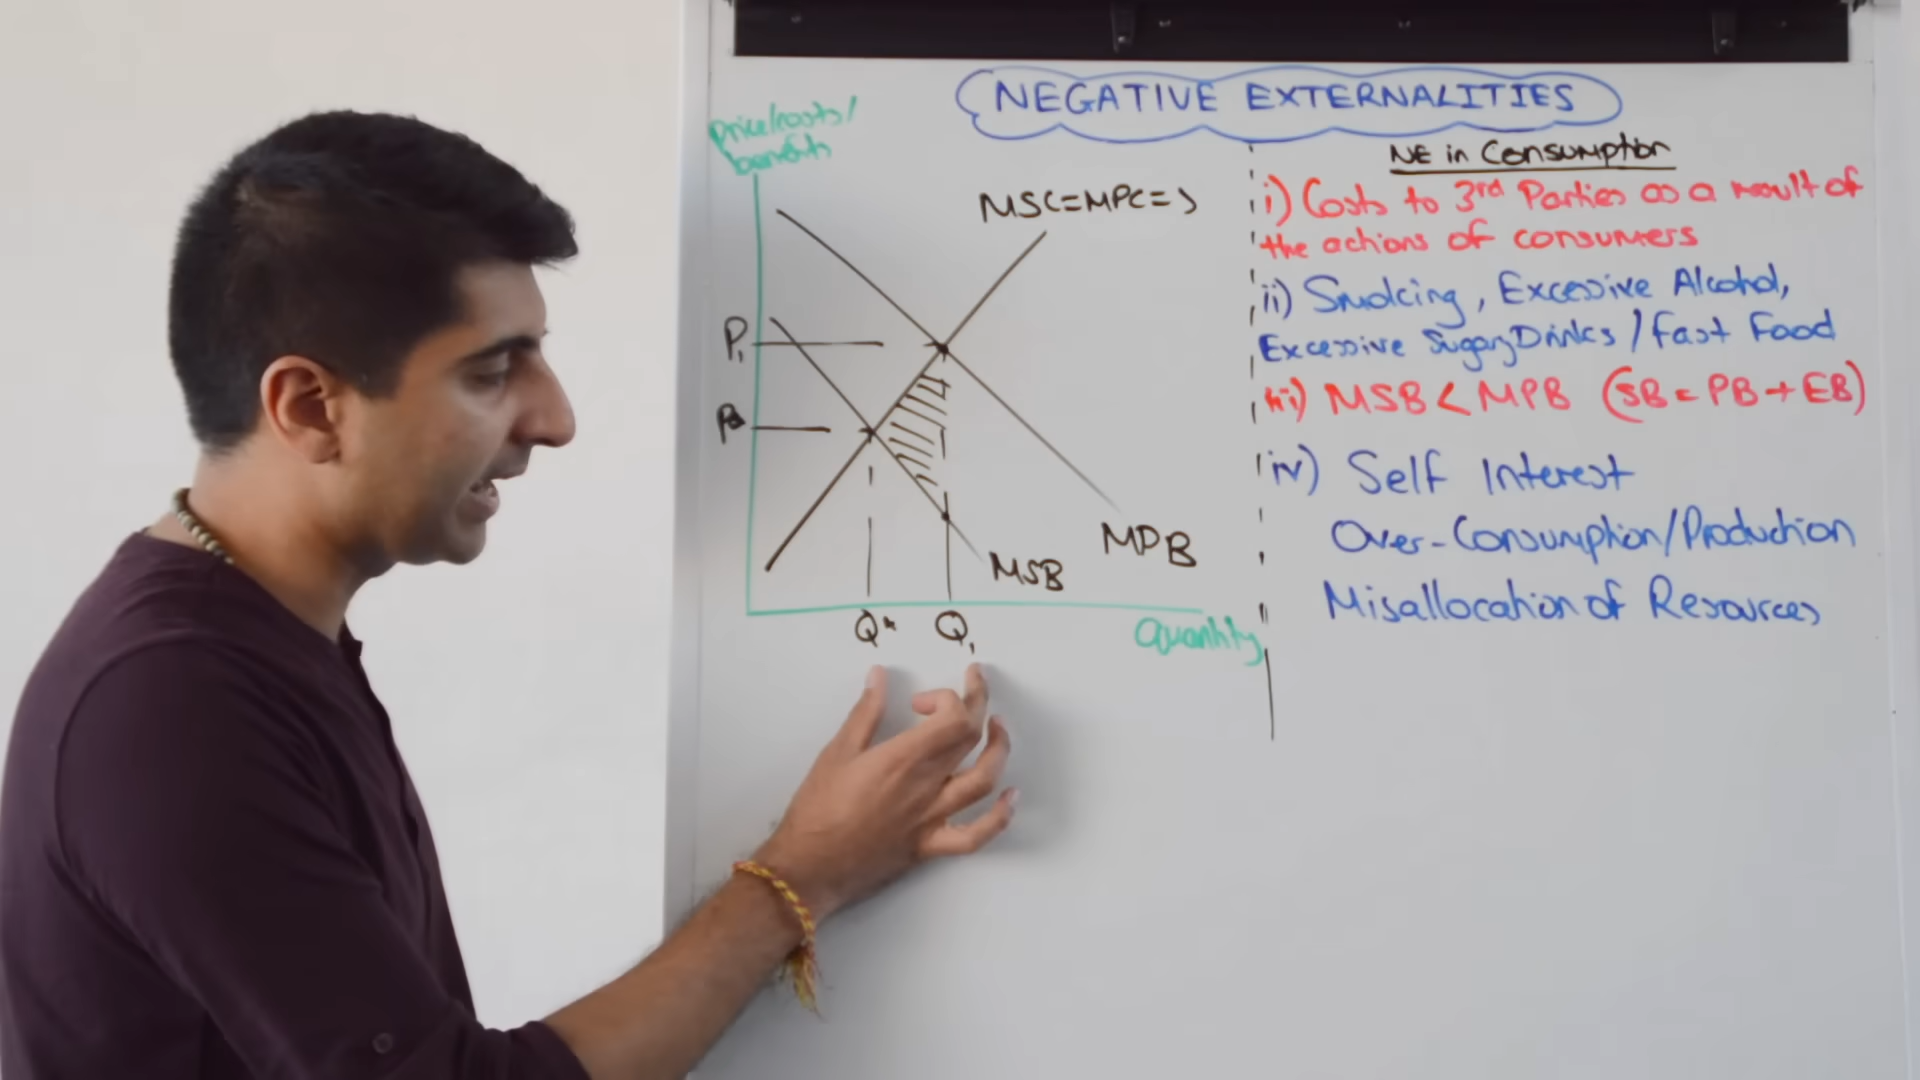 NEGATIVE EXTERNALITIES
price/costs/
benefits
MSC=MPC=S
P1
Q*
Q1
MSB
MPB
Quantity
NE in Consumption
i) Costs to 3rd Parties as a result of
the actions of consumers
ii) Smoking, Excessive Alcohol,
Excessive Sugary Drinks / Fast Food
iii) MSB < MPB (SB = PB + EB)
iv) Self Interest
Over-Consumption/Production
Misallocation of Resources